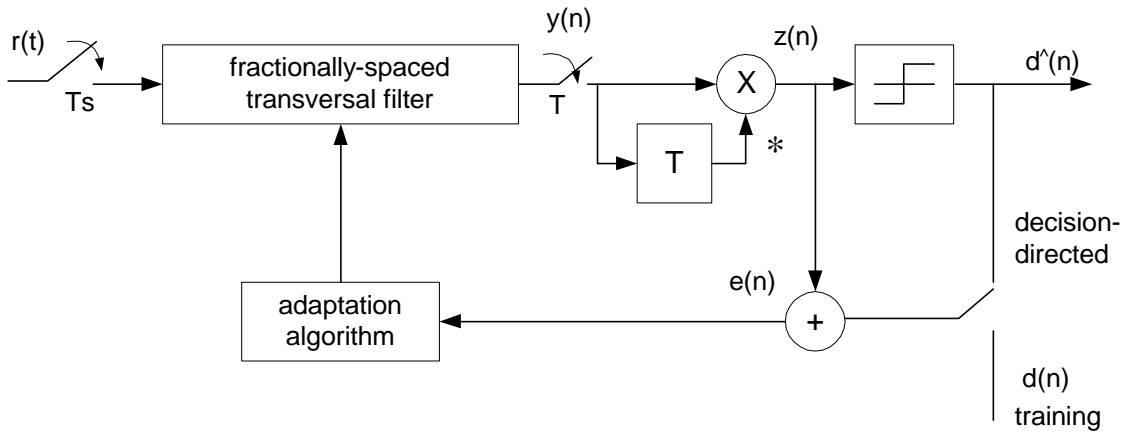 r(t)
Ts
fractionally-spaced
transversal filter
y(n)
T
X
z(n)
d^(n)
T
*
decision-
directed
e(n)
+
adaptation
algorithm
d(n)
training